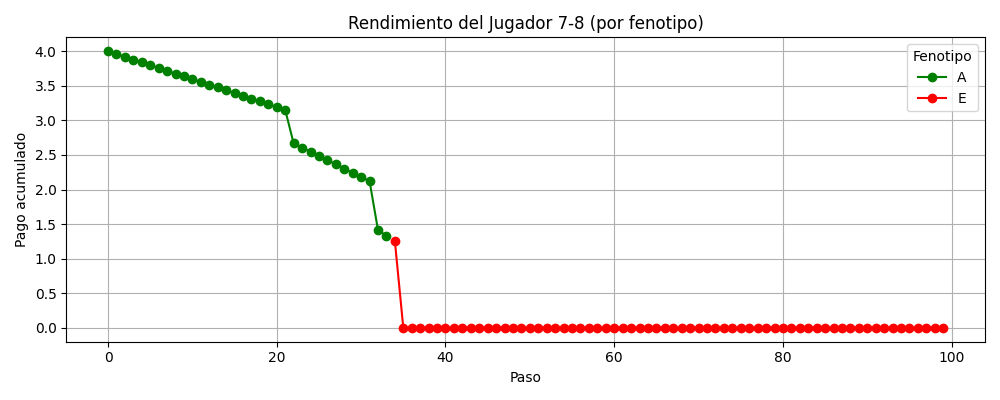 Rendimiento del Jugador 7-8 (por fenotipo)
Pago acumulado
4.0
3.5
3.0
2.5
2.0
1.5
1.0
0.5
0.0
Fenotipo
A
E
0 20 40 60 80 100
Paso